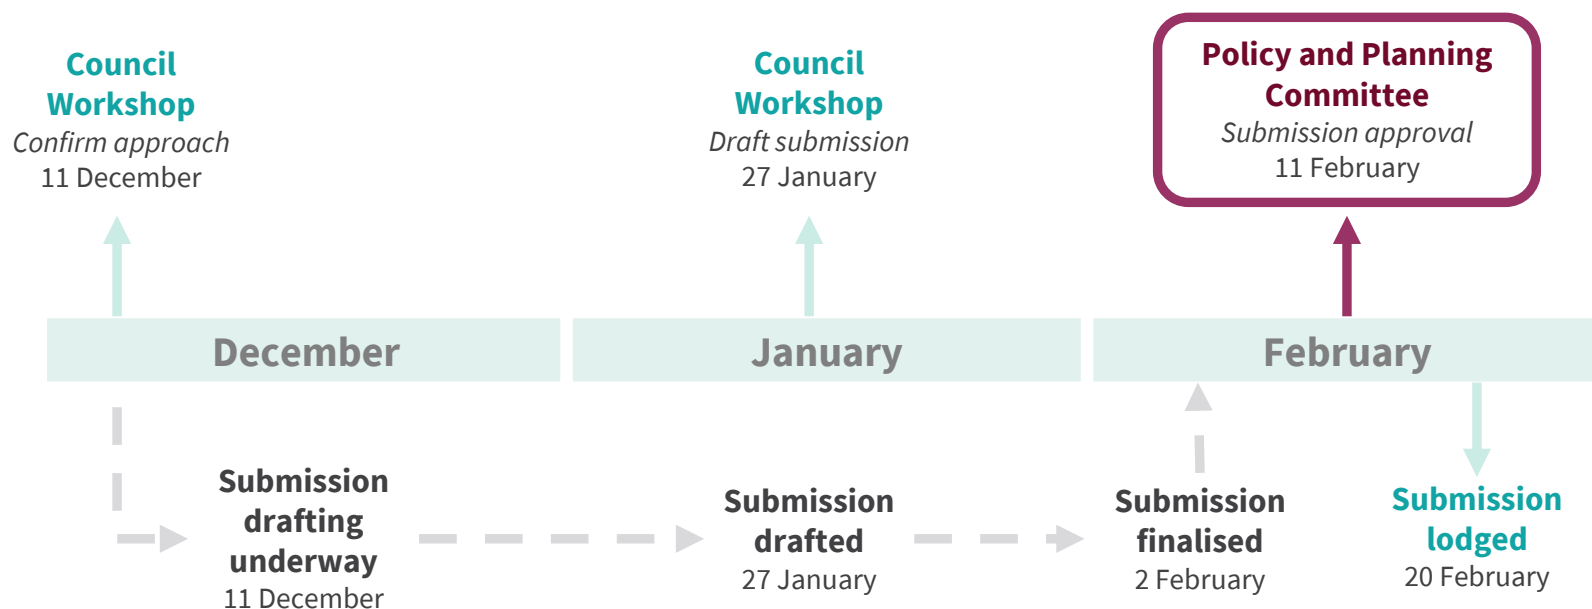 Council
Workshop
Confirm approach
11 December
Council
Workshop
Draft submission
27 January
Policy and Planning
Committee
Submission approval
11 February
December
January
February
Submission
drafting
underway
11 December
Submission
drafted
27 January
Submission
finalised
2 February
Submission
lodged
20 February